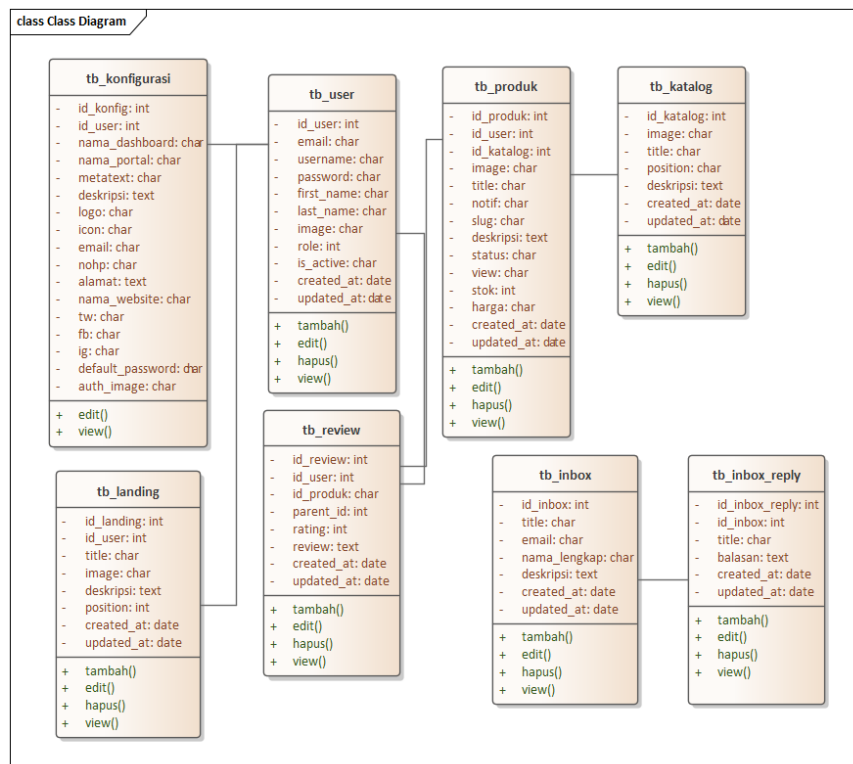 class Class Diagram
tb_konfigurasi
- id_konfig: int
- id_user: int
- nama_dashboard: char
- nama_portal: char
- metatext: char
- deskripsi: text
- logo: char
- icon: char
- email: char
- nohp: char
- alamat: text
- nama_website: char
- tw: char
- fb: char
- ig: char
- default_password: char
- auth_image: char
+ edit()
+ view()
tb_user
- id_user: int
- email: char
- username: char
- password: char
- first_name: char
- last_name: char
- image: char
- role: int
- is_active: char
- created_at: date
- updated_at: date
+ tambah()
+ edit()
+ hapus()
+ view()
tb_produk
- id_produk: int
- id_user: int
- id_katalog: int
- image: char
- title: char
- notif: char
- slug: char
- deskripsi: text
- status: char
- view: char
- stok: int
- harga: char
- created_at: date
- updated_at: date
+ tambah()
+ edit()
+ hapus()
+ view()
tb_katalog
- id_katalog: int
- image: char
- title: char
- position: char
- deskripsi: text
- created_at: date
- updated_at: date
+ tambah()
+ edit()
+ hapus()
+ view()
tb_landing
- id_landing: int
- id_user: int
- title: char
- image: char
- deskripsi: text
- position: int
- created_at: date
- updated_at: date
+ tambah()
+ edit()
+ hapus()
+ view()
tb_review
- id_review: int
- id_user: int
- id_produk: char
- parent_id: int
- rating: int
- review: text
- created_at: date
- updated_at: date
+ tambah()
+ edit()
+ hapus()
+ view()
tb_inbox
- id_inbox: int
- title: char
- email: char
- nama_lengkap: char
- deskripsi: text
- created_at: date
- updated_at: date
+ tambah()
+ edit()
+ hapus()
+ view()
tb_inbox_reply
- id_inbox_reply: int
- id_inbox: int
- title: char
- balasan: text
- created_at: date
- updated_at: date
+ tambah()
+ edit()
+ hapus()
+ view()